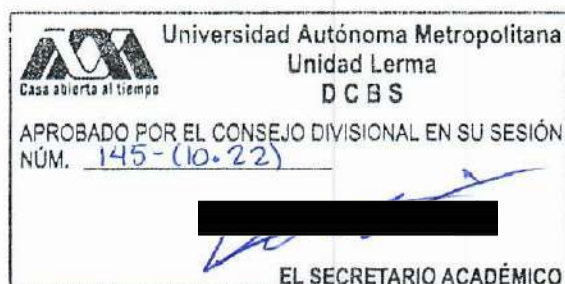 Universidad Autónoma Metropolitana
Casa abierta al tiempo
Unidad Lerma
DCBS
APROBADO POR EL CONSEJO DIVISIONAL EN SU SESIÓN
NÚM. 145-(10.22)
EL SECRETARIO ACADÉMICO